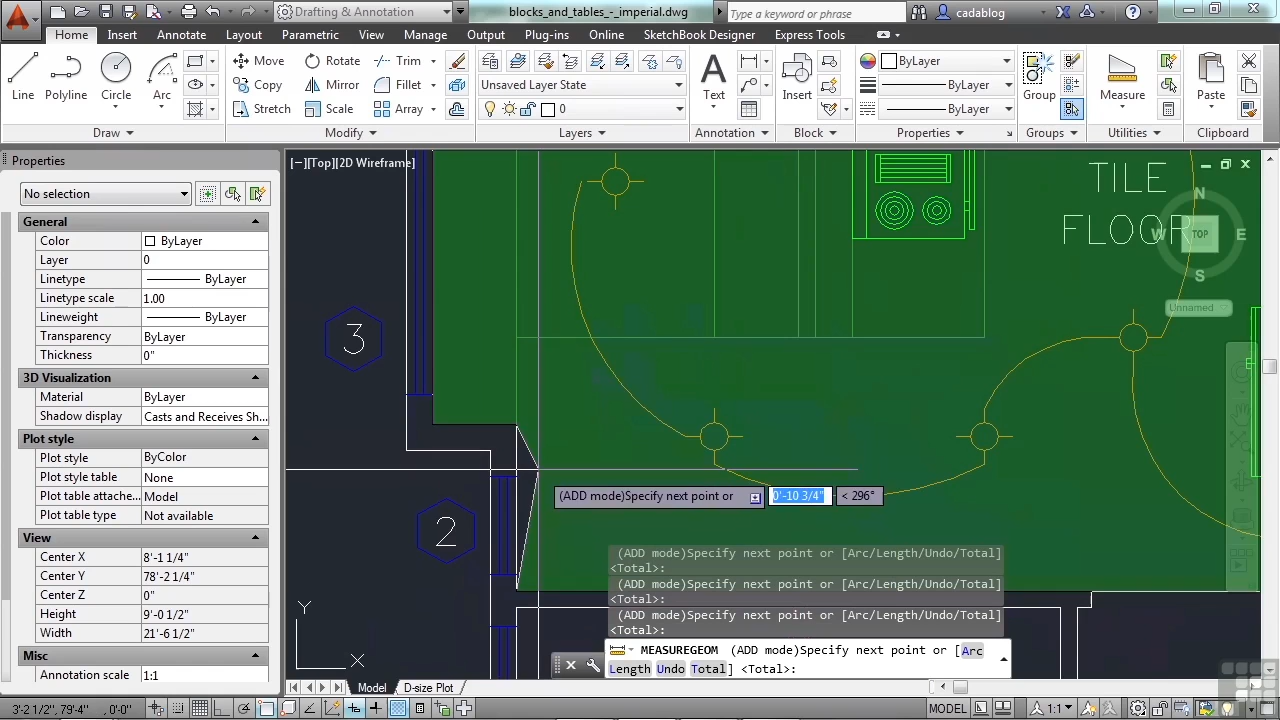 Drafting & Annotation
blocks_and_tables_-_imperial.dwg
Type a keyword or phrase
cadablog
Home Insert Annotate Layout Parametric View Manage Output Plug-ins Online SketchBook Designer Express Tools
Line
Polyline
Circle
Arc
Move
Rotate
Trim
Copy
Mirror
Fillet
Stretch
Scale
Array
Unsaved Layer State
0
Text
Insert
ByLayer
ByLayer
ByLayer
Group
Measure
Paste
Draw
Modify
Layers
Annotation
Block
Properties
Groups
Utilities
Clipboard
Properties
No selection
General
Color ByLayer
Layer 0
Linetype ByLayer
Linetype scale 1.00
Lineweight ByLayer
Transparency ByLayer
Thickness 0"
3D Visualization
Material ByLayer
Shadow display Casts and Receives Sh...
Plot style
Plot style ByColor
Plot style table None
Plot table attache... Model
Plot table type Not available
View
Center X 8'-1 1/4"
Center Y 78'-2 1/4"
Center Z 0"
Height 9'-0 1/2"
Width 21'-6 1/2"
Misc
Annotation scale 1:1
[−][Top][2D Wireframe]
TILE
FLOOR
N
W
TOP
E
S
Unnamed
3
2
(ADD mode)Specify next point or
0'-10 3/4"
< 296°
(ADD mode)Specify next point or [Arc/Length/Undo/Total]
<Total>:
(ADD mode)Specify next point or [Arc/Length/Undo/Total]
<Total>:
(ADD mode)Specify next point or [Arc/Length/Undo/Total]
<Total>:
MEASUREGEOM (ADD mode)Specify next point or [Arc
Length Undo Total] <Total>:
Y
X
Model
D-size Plot
3'-2 1/2", 79'-4" , 0'-0"
MODEL
1:1